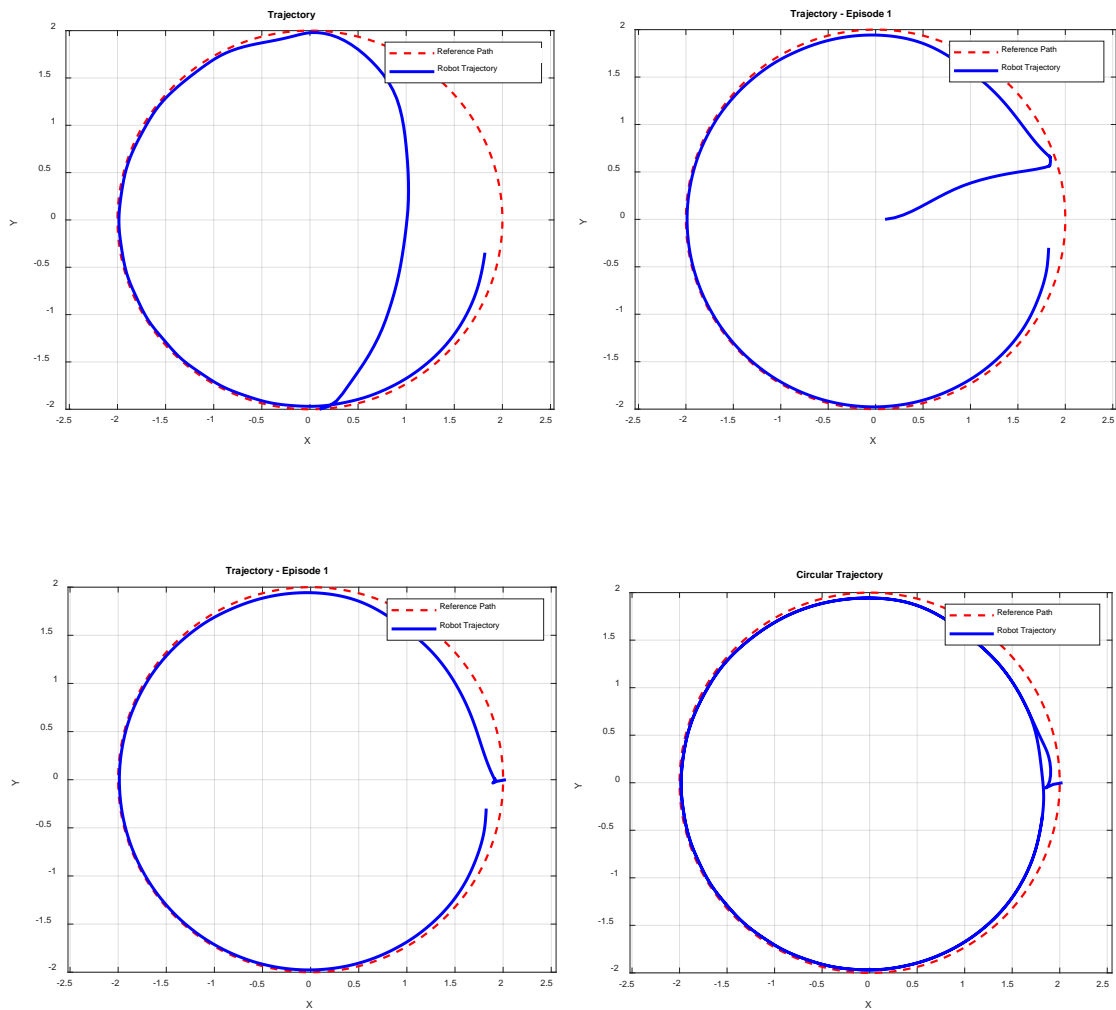 Trajectory
2
1.5
1
0.5
0
-0.5
-1
-1.5
-2
Y
-2.5 -2 -1.5 -1 -0.5 0 0.5 1 1.5 2 2.5
X
Reference Path
Robot Trajectory
Trajectory - Episode 1
2
1.5
1
0.5
0
-0.5
-1
-1.5
-2
Y
-2.5 -2 -1.5 -1 -0.5 0 0.5 1 1.5 2 2.5
X
Reference Path
Robot Trajectory
Trajectory - Episode 1
2
1.5
1
0.5
0
-0.5
-1
-1.5
-2
Y
-2.5 -2 -1.5 -1 -0.5 0 0.5 1 1.5 2 2.5
X
Reference Path
Robot Trajectory
Circular Trajectory
2
1.5
1
0.5
0
-0.5
-1
-1.5
-2
Y
-2.5 -2 -1.5 -1 -0.5 0 0.5 1 1.5 2 2.5
X
Reference Path
Robot Trajectory